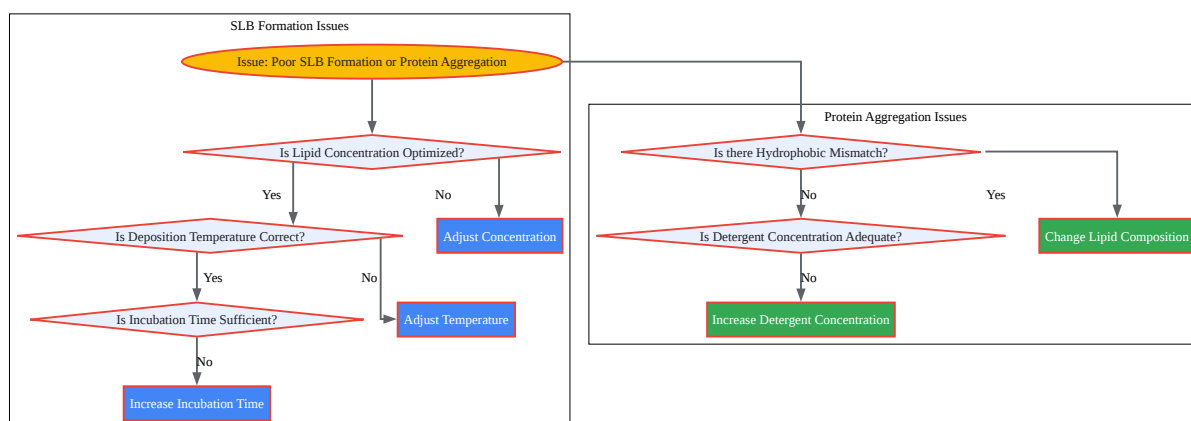 SLB Formation Issues
Issue: Poor SLB Formation or Protein Aggregation
Protein Aggregation Issues
Is Lipid Concentration Optimized?
Is there Hydrophobic Mismatch?
Yes
No
No
Yes
Is Deposition Temperature Correct?
Adjust Concentration
Is Detergent Concentration Adequate?
Change Lipid Composition
Yes
No
No
Is Incubation Time Sufficient?
Adjust Temperature
Increase Detergent Concentration
No
Increase Incubation Time